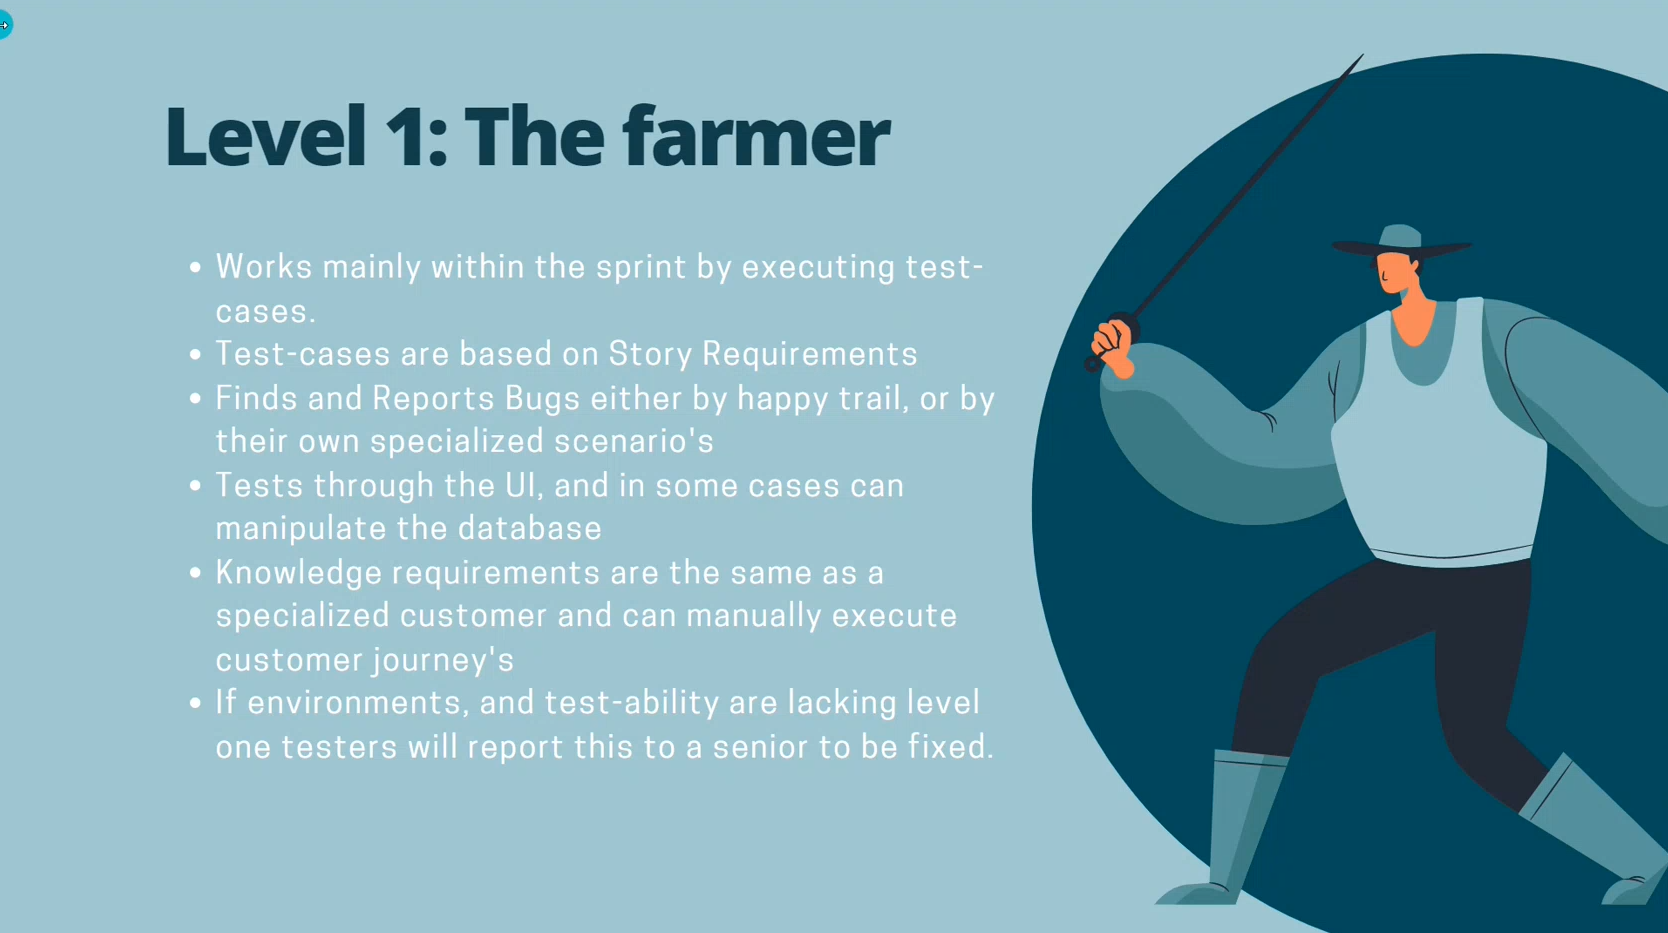 Level 1: The farmer
• Works mainly within the sprint by executing test-
cases.
• Test-cases are based on Story Requirements
• Finds and Reports Bugs either by happy trail, or by
their own specialized scenario's
• Tests through the UI, and in some cases can
manipulate the database
• Knowledge requirements are the same as a
specialized customer and can manually execute
customer journey's
• If environments, and test-ability are lacking level
one testers will report this to a senior to be fixed.